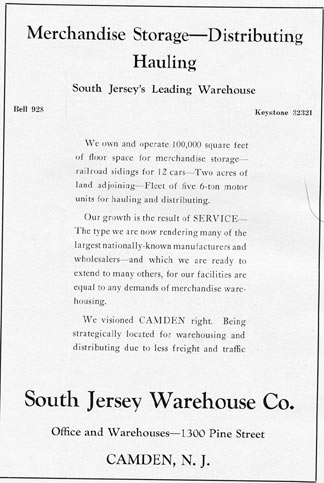 Merchandise Storage—Distributing
Hauling
South Jersey's Leading Warehouse
Bell 928
Keystone 32321
We own and operate 100,000 square feet
of floor space for merchandise storage—
railroad sidings for 12 cars—Two acres of
land adjoining—Fleet of five 6-ton motor
units for hauling and distributing.
Our growth is the result of SERVICE—
The type we are now rendering many of the
largest nationally-known manufacturers and
wholesalers—and which we are ready to
extend to many others, for our facilities are
equal to any demands of merchandise ware-
housing.
We visioned CAMDEN right. Being
strategically located for warehousing and
distributing due to less freight and traffic
South Jersey Warehouse Co.
Office and Warehouses—1300 Pine Street
CAMDEN, N. J.